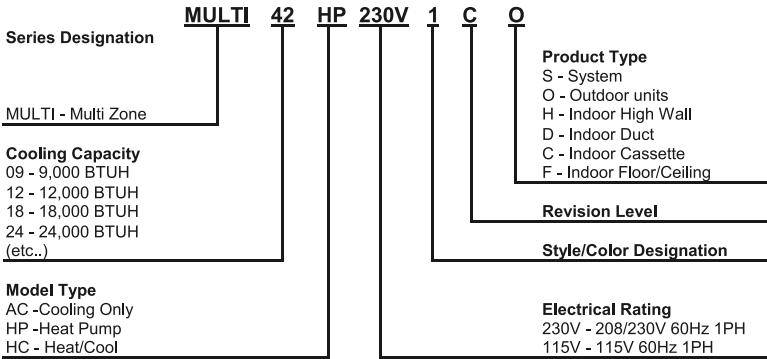 MULTI 42 HP 230V 1 C O
Series Designation
MULTI - Multi Zone
Cooling Capacity
09 - 9,000 BTUH
12 - 12,000 BTUH
18 - 18,000 BTUH
24 - 24,000 BTUH
(etc..)
Model Type
AC -Cooling Only
HP -Heat Pump
HC - Heat/Cool
Product Type
S - System
O - Outdoor units
H - Indoor High Wall
D - Indoor Duct
C - Indoor Cassette
F - Indoor Floor/Ceiling
Revision Level
Style/Color Designation
Electrical Rating
230V - 208/230V 60Hz 1PH
115V - 115V 60Hz 1PH